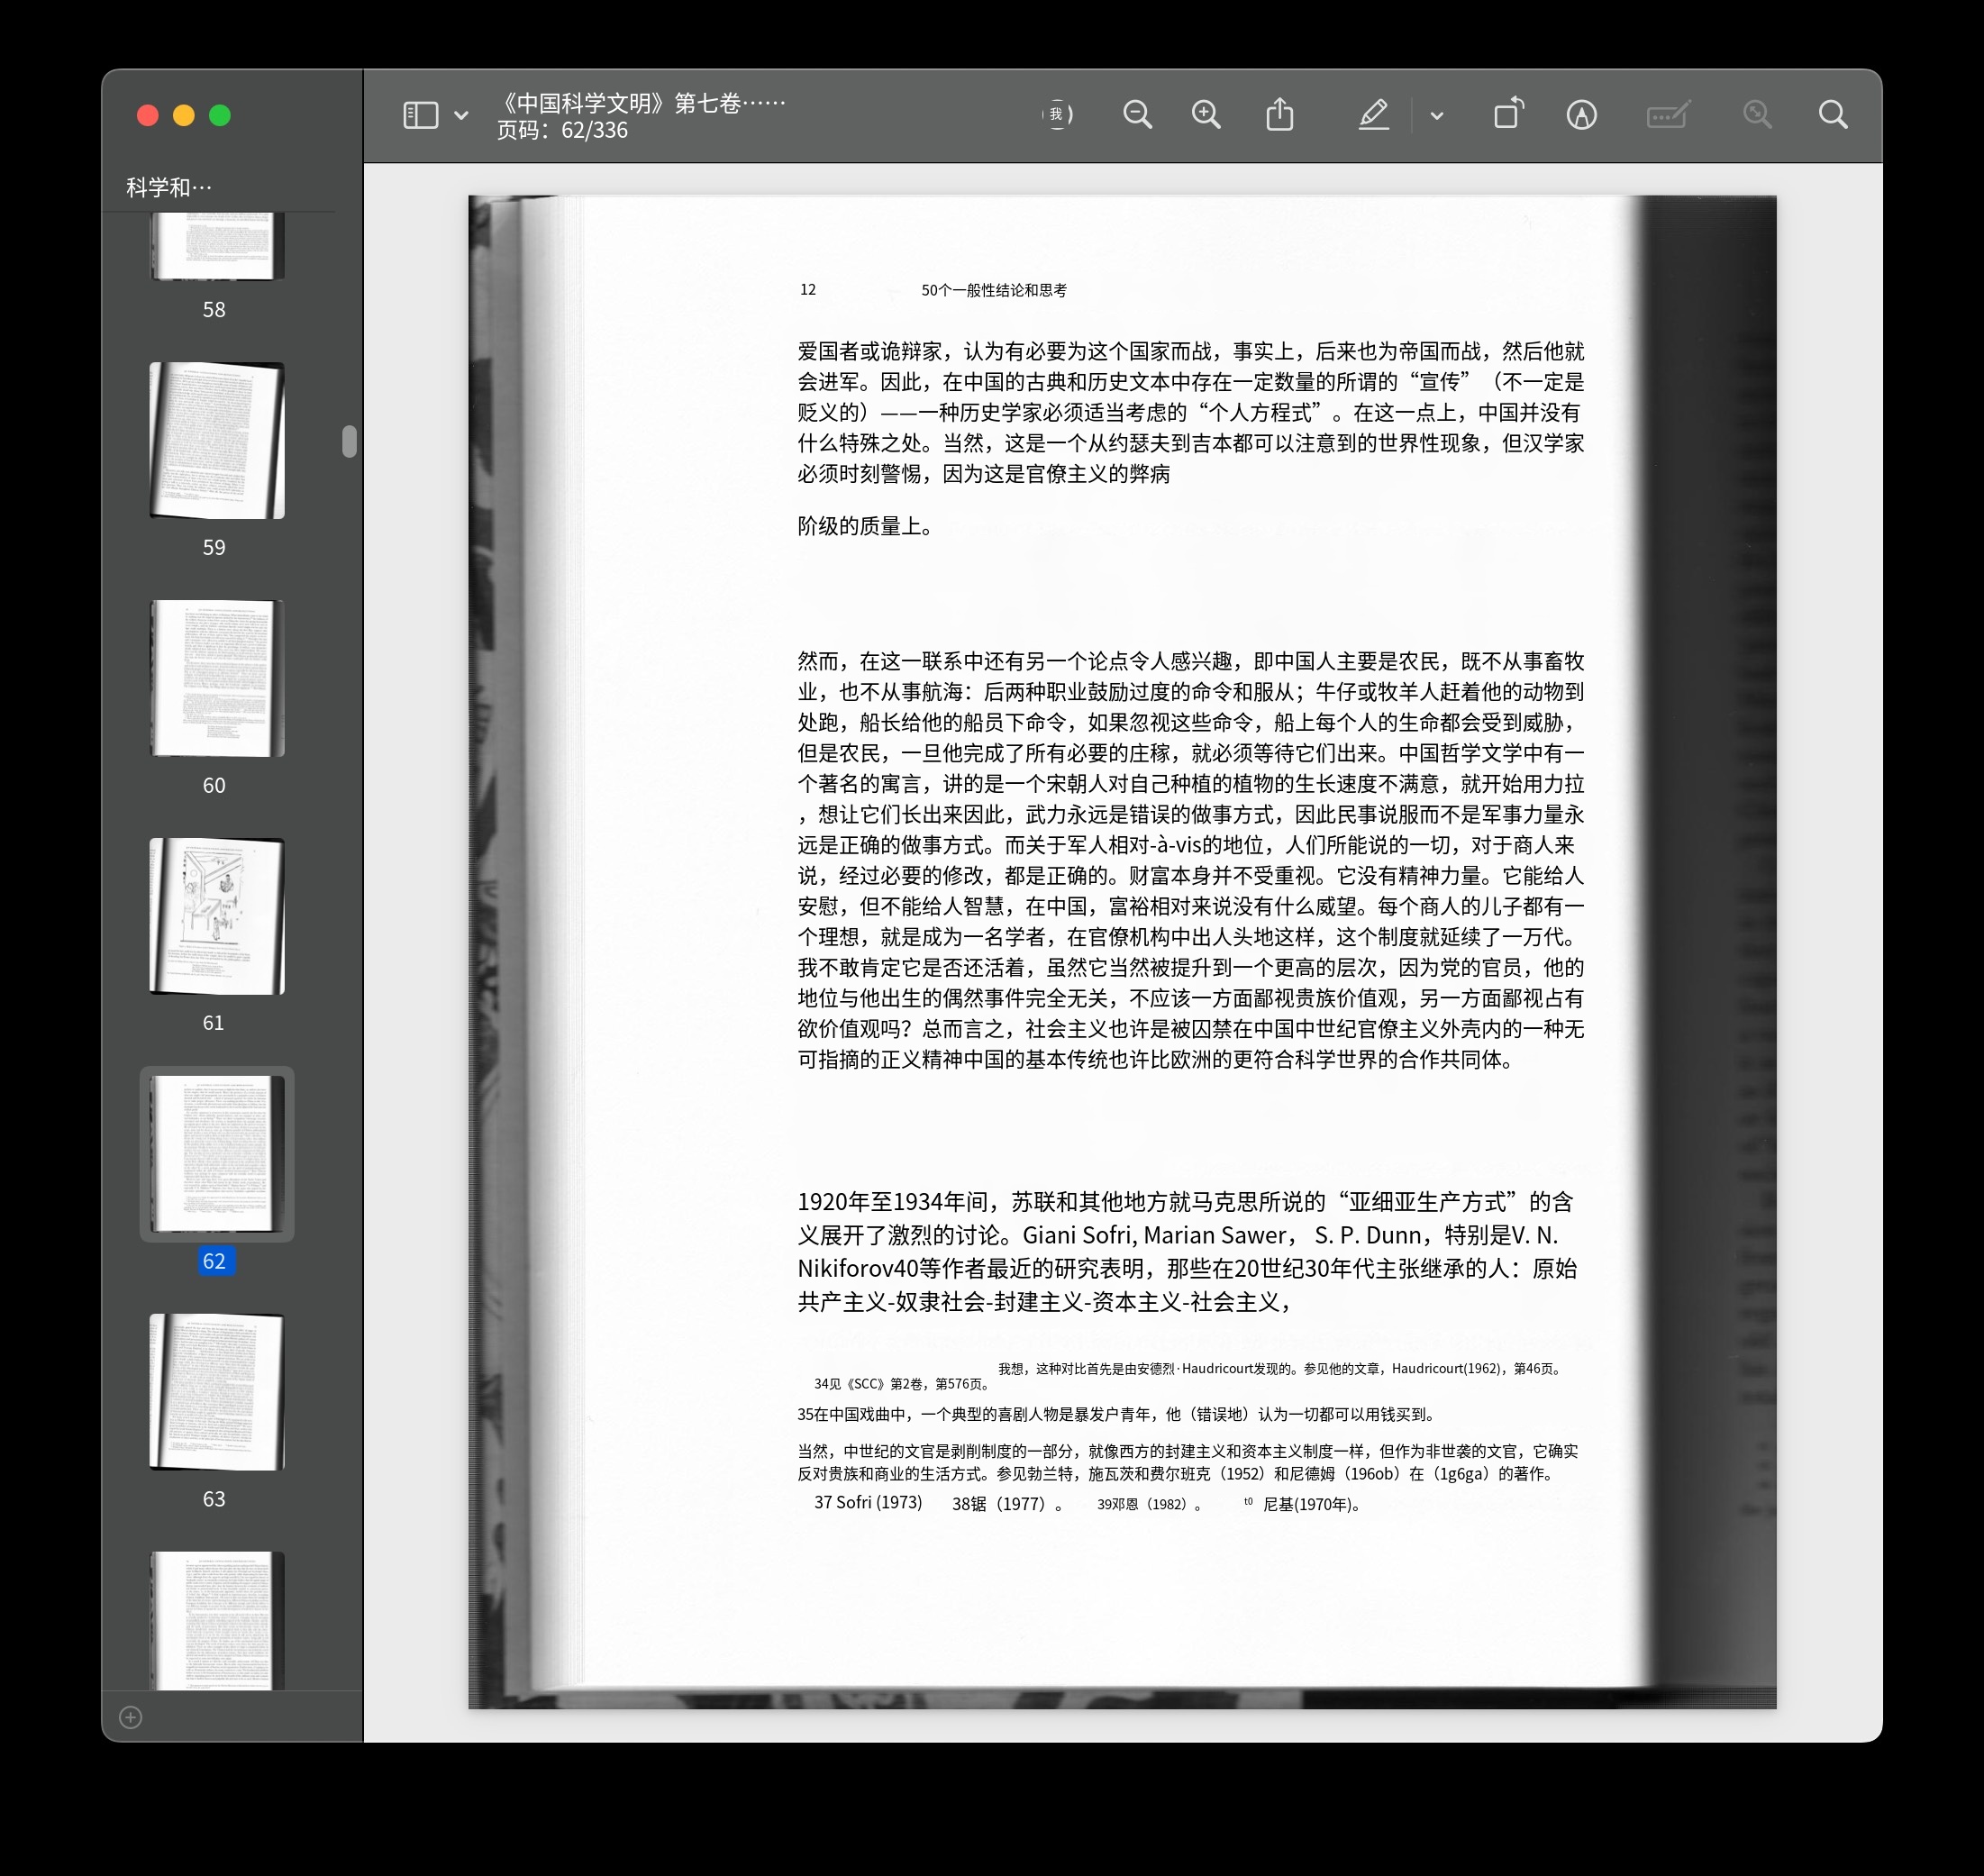 《中国科学文明》第七卷……
页码：62/336
我
科学和…
58
59
60
61
62
63
12
50个一般性结论和思考
爱国者或诡辩家，认为有必要为这个国家而战，事实上，后来也为帝国而战，然后他就
会进军。因此，在中国的古典和历史文本中存在一定数量的所谓的“宣传”（不一定是
贬义的）——一种历史学家必须适当考虑的“个人方程式”。在这一点上，中国并没有
什么特殊之处。当然，这是一个从约瑟夫到吉本都可以注意到的世界性现象，但汉学家
必须时刻警惕，因为这是官僚主义的弊病
阶级的质量上。
然而，在这一联系中还有另一个论点令人感兴趣，即中国人主要是农民，既不从事畜牧
业，也不从事航海：后两种职业鼓励过度的命令和服从；牛仔或牧羊人赶着他的动物到
处跑，船长给他的船员下命令，如果忽视这些命令，船上每个人的生命都会受到威胁，
但是农民，一旦他完成了所有必要的庄稼，就必须等待它们出来。中国哲学文学中有一
个著名的寓言，讲的是一个宋朝人对自己种植的植物的生长速度不满意，就开始用力拉
，想让它们长出来因此，武力永远是错误的做事方式，因此民事说服而不是军事力量永
远是正确的做事方式。而关于军人相对-à-vis的地位，人们所能说的一切，对于商人来
说，经过必要的修改，都是正确的。财富本身并不受重视。它没有精神力量。它能给人
安慰，但不能给人智慧，在中国，富裕相对来说没有什么威望。每个商人的儿子都有一
个理想，就是成为一名学者，在官僚机构中出人头地这样，这个制度就延续了一万代。
我不敢肯定它是否还活着，虽然它当然被提升到一个更高的层次，因为党的官员，他的
地位与他出生的偶然事件完全无关，不应该一方面鄙视贵族价值观，另一方面鄙视占有
欲价值观吗？总而言之，社会主义也许是被囚禁在中国中世纪官僚主义外壳内的一种无
可指摘的正义精神中国的基本传统也许比欧洲的更符合科学世界的合作共同体。
1920年至1934年间，苏联和其他地方就马克思所说的“亚细亚生产方式”的含
义展开了激烈的讨论。Giani Sofri, Marian Sawer， S. P. Dunn，特别是V. N.
Nikiforov40等作者最近的研究表明，那些在20世纪30年代主张继承的人：原始
共产主义-奴隶社会-封建主义-资本主义-社会主义，
我想，这种对比首先是由安德烈·Haudricourt发现的。参见他的文章，Haudricourt(1962)，第46页。
34见《SCC》第2卷，第576页。
35在中国戏曲中，一个典型的喜剧人物是暴发户青年，他（错误地）认为一切都可以用钱买到。
当然，中世纪的文官是剥削制度的一部分，就像西方的封建主义和资本主义制度一样，但作为非世袭的文官，它确实
反对贵族和商业的生活方式。参见勃兰特，施瓦茨和费尔班克（1952）和尼德姆（196ob）在（1g6ga）的著作。
37 Sofri (1973) 38锯（1977）。 39邓恩（1982）。 t0 尼基(1970年)。